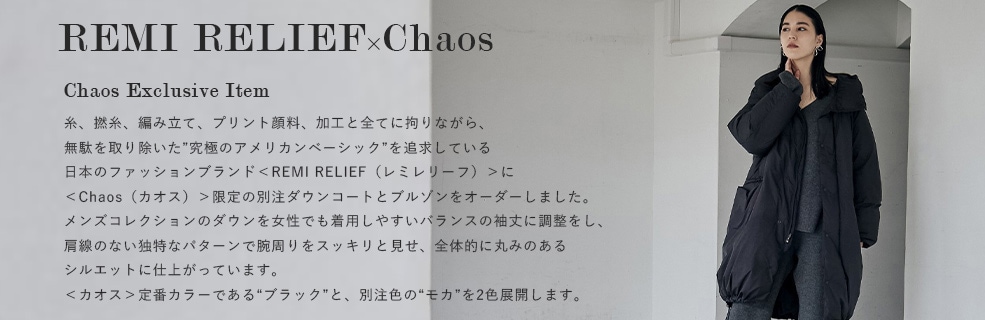 REMI RELIEF×Chaos
Chaos Exclusive Item
糸、撚糸、編み立て、プリント顔料、加工と全てに拘りながら、
無駄を取り除いた”究極のアメリカンベーシック”を追求している
日本のファッションブランド＜REMI RELIEF（レミレリーフ）＞に
＜Chaos（カオス）＞限定の別注ダウンコートとブルゾンをオーダーしました。
メンズコレクションのダウンを女性でも着用しやすいバランスの袖丈に調整をし、
肩線のない独特なパターンで腕周りをスッキリと見せ、全体的に丸みのある
シルエットに仕上がっています。
＜カオス＞定番カラーである“ブラック”と、別注色の“モカ”を2色展開します。